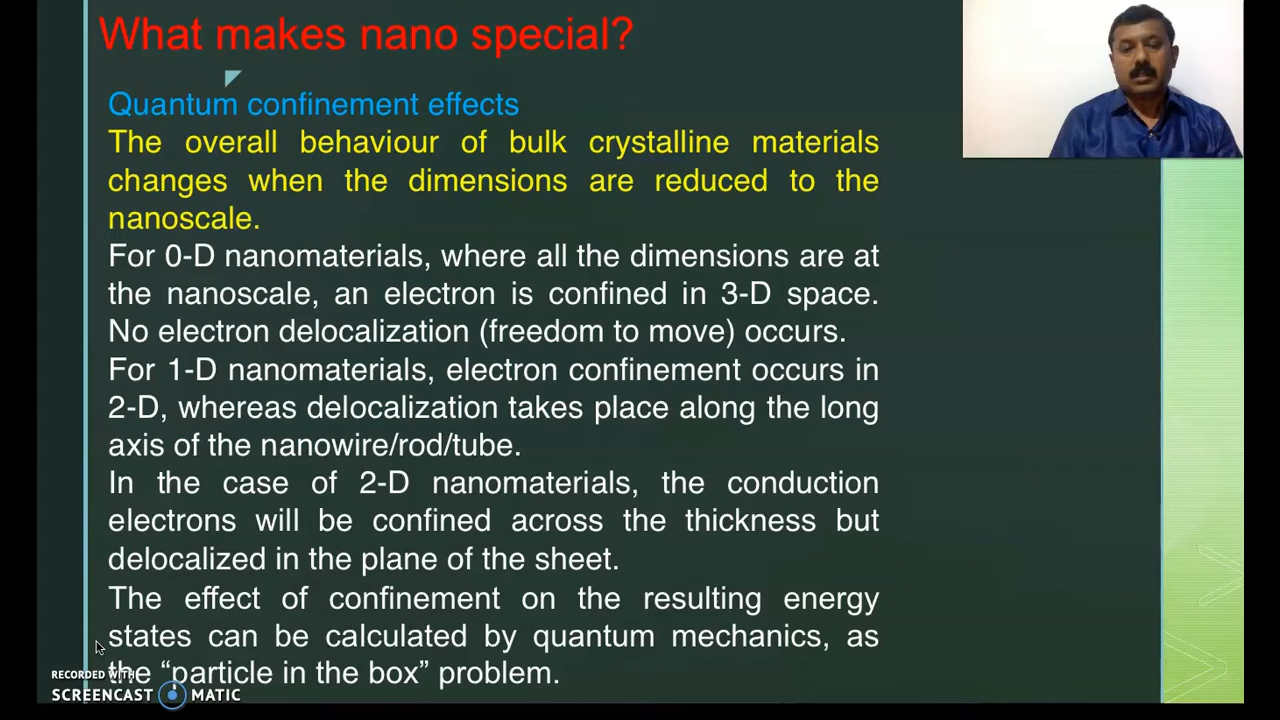 What makes nano special?
Quantum confinement effects
The overall behaviour of bulk crystalline materials
changes when the dimensions are reduced to the
nanoscale.
For 0-D nanomaterials, where all the dimensions are at
the nanoscale, an electron is confined in 3-D space.
No electron delocalization (freedom to move) occurs.
For 1-D nanomaterials, electron confinement occurs in
2-D, whereas delocalization takes place along the long
axis of the nanowire/rod/tube.
In the case of 2-D nanomaterials, the conduction
electrons will be confined across the thickness but
delocalized in the plane of the sheet.
The effect of confinement on the resulting energy
states can be calculated by quantum mechanics, as
the “particle in the box” problem.
RECORDED WITH
SCREENCAST MATIC